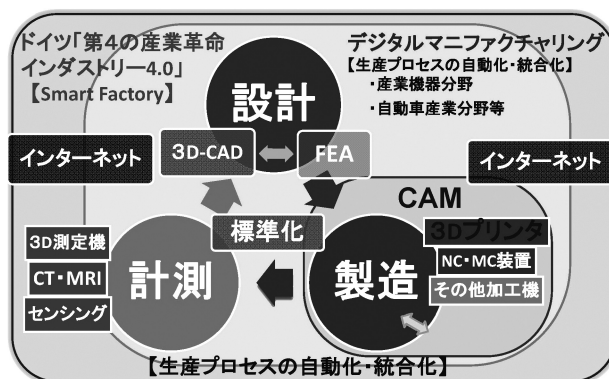 ドイツ「第4の産業革命
インダストリー4.0」
【Smart Factory】
デジタルマニファクチャリング
【生産プロセスの自動化・統合化】
・産業機器分野
・自動車産業分野等
設計
インターネット
3D-CAD
FEA
インターネット
CAM
標準化
3Dプリンタ
3D測定機
CT・MRI
センシング
計測
製造
NC・MC装置
その他加工機
【生産プロセスの自動化・統合化】